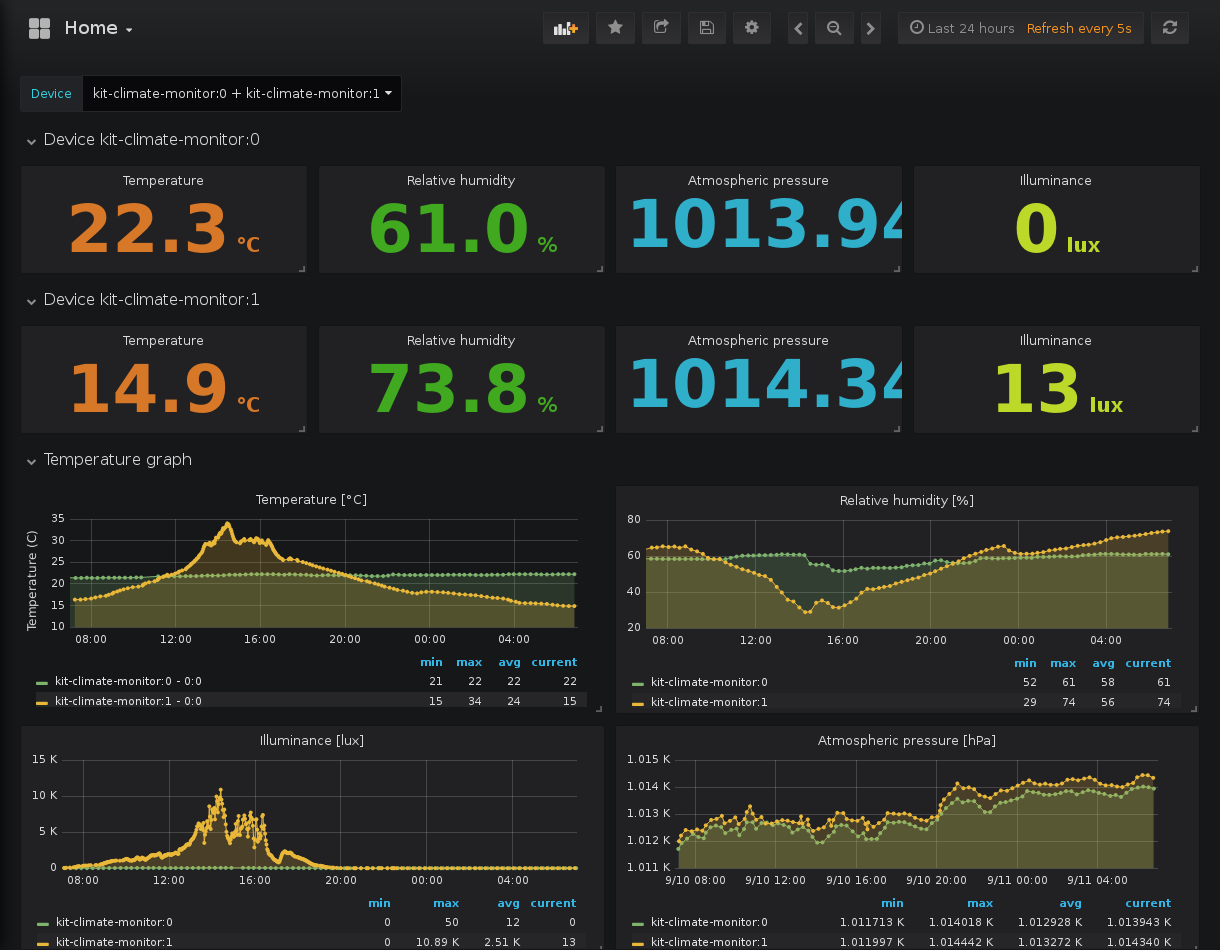 Home
Last 24 hours Refresh every 5s
Device kit-climate-monitor:0 + kit-climate-monitor:1
Device kit-climate-monitor:0
Temperature Relative humidity Atmospheric pressure Illuminance
22.3 °C 61.0 % 1013.94 0 lux
Device kit-climate-monitor:1
Temperature Relative humidity Atmospheric pressure Illuminance
14.9 °C 73.8 % 1014.34 13 lux
Temperature graph
Temperature [°C]
Temperature (C)
35
30
25
20
15
10
08:00 12:00 16:00 20:00 00:00 04:00
min max avg current
kit-climate-monitor:0 - 0:0 21 22 22 22
kit-climate-monitor:1 - 0:0 15 34 24 15
Relative humidity [%]
80
60
40
20
08:00 12:00 16:00 20:00 00:00 04:00
min max avg current
kit-climate-monitor:0 52 61 58 61
kit-climate-monitor:1 29 74 56 74
Illuminance [lux]
15 K
10 K
5 K
0
08:00 12:00 16:00 20:00 00:00 04:00
min max avg current
kit-climate-monitor:0 0 50 12 0
kit-climate-monitor:1 0 10.89 K 2.51 K 13
Atmospheric pressure [hPa]
1.015 K
1.014 K
1.013 K
1.012 K
1.011 K
9/10 08:00 9/10 12:00 9/10 16:00 9/10 20:00 9/11 00:00 9/11 04:00
min max avg current
kit-climate-monitor:0 1.011713 K 1.014018 K 1.012928 K 1.013943 K
kit-climate-monitor:1 1.011997 K 1.014442 K 1.013272 K 1.014340 K